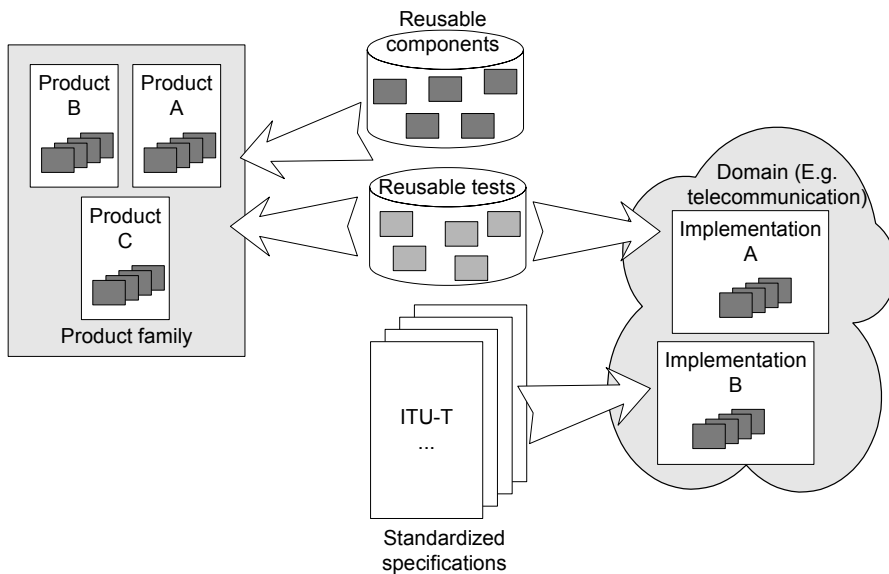 Reusable
components
Product
B
Product
A
Product
C
Product family
Reusable tests
Domain (E.g.
telecommunication)
Implementation
A
Implementation
B
ITU-T
...
Standardized
specifications